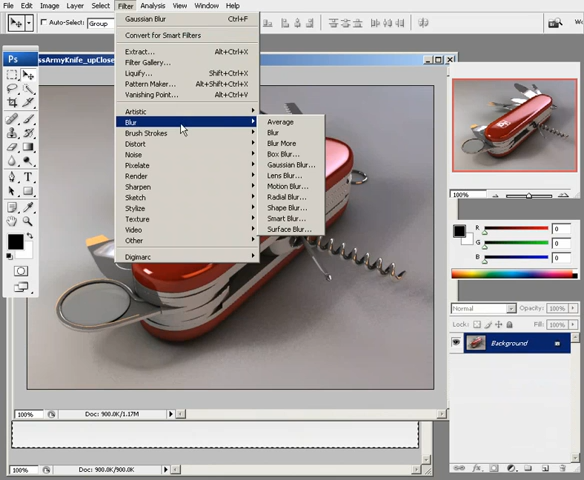 File Edit Image Layer Select Filter Analysis View Window Help
Auto-Select: Group
Gaussian Blur Ctrl+F
Convert for Smart Filters
Extract... Alt+Ctrl+X
Filter Gallery...
Liquify... Shift+Ctrl+X
Pattern Maker... Alt+Shift+Ctrl+X
Vanishing Point... Alt+Ctrl+V
Artistic
Blur
Brush Strokes
Distort
Noise
Pixelate
Render
Sharpen
Sketch
Stylize
Texture
Video
Other
Digimarc
Average
Blur
Blur More
Box Blur...
Gaussian Blur...
Lens Blur...
Motion Blur...
Radial Blur...
Shape Blur...
Smart Blur...
Surface Blur...
Ps
ssArmyKnife_upClose
100%
R 0
G 0
B 0
Normal Opacity: 100%
Lock: Fill: 100%
Background
100% Doc: 900.0K/1.17M
100% Doc: 900.0K/900.0K